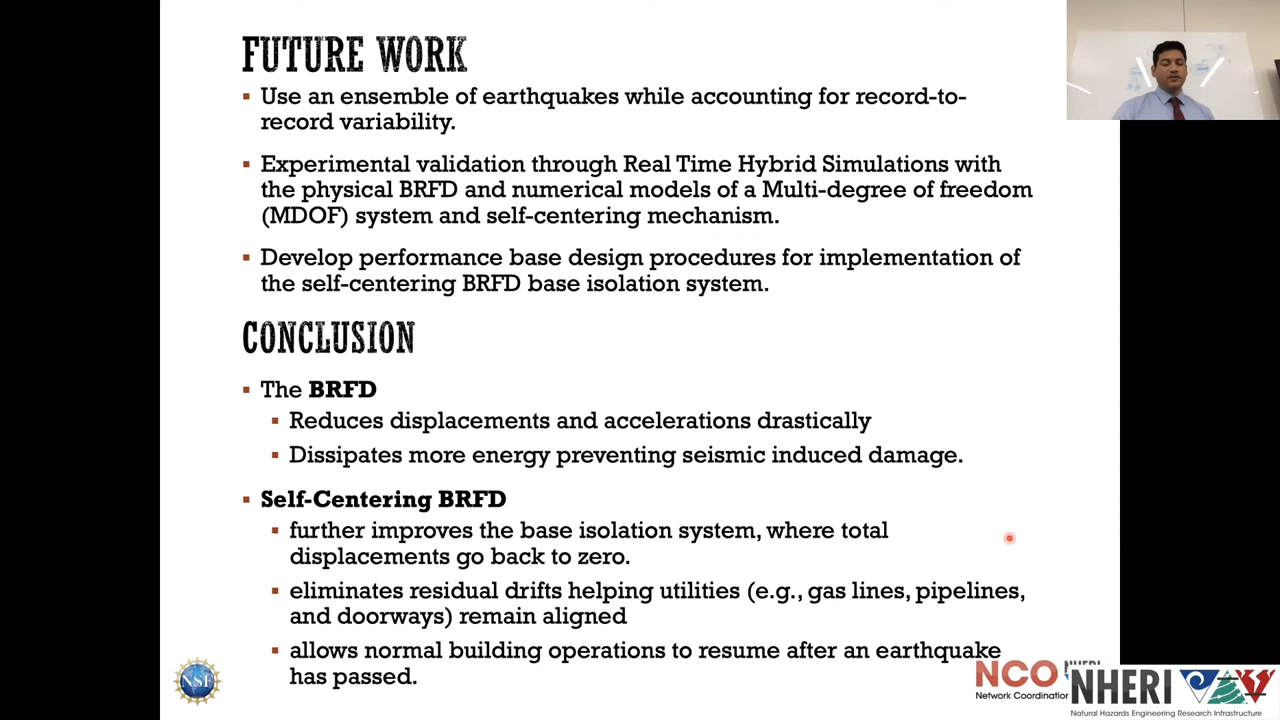 FUTURE WORK
▪ Use an ensemble of earthquakes while accounting for record-to-
record variability.
▪ Experimental validation through Real Time Hybrid Simulations with
the physical BRFD and numerical models of a Multi-degree of freedom
(MDOF) system and self-centering mechanism.
▪ Develop performance base design procedures for implementation of
the self-centering BRFD base isolation system.
CONCLUSION
▪ The BRFD
▪ Reduces displacements and accelerations drastically
▪ Dissipates more energy preventing seismic induced damage.
▪ Self-Centering BRFD
▪ further improves the base isolation system, where total
displacements go back to zero.
▪ eliminates residual drifts helping utilities (e.g., gas lines, pipelines,
and doorways) remain aligned
▪ allows normal building operations to resume after an earthquake
has passed.
NSF
NCO
Network Coordination
NHERI
Natural Hazards Engineering Research Infrastructure